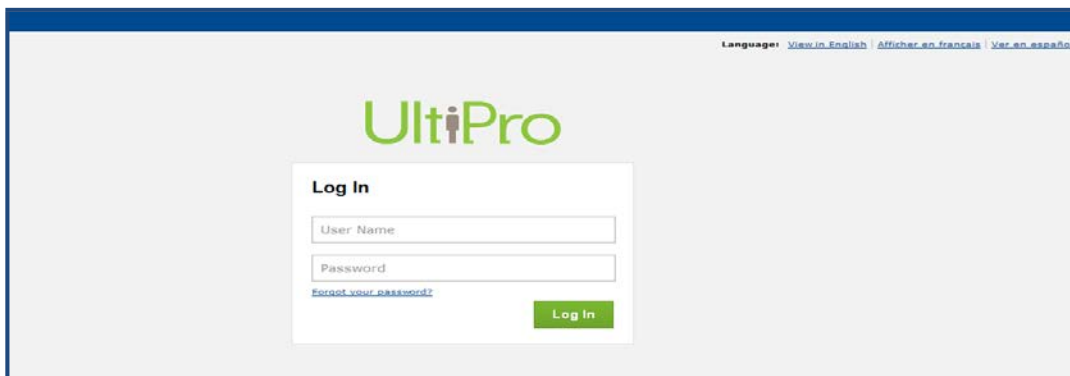 Language: View in English | Afficher en français | Ver en españo
UltiPro
Log In
User Name
Password
Forgot your password?
Log In